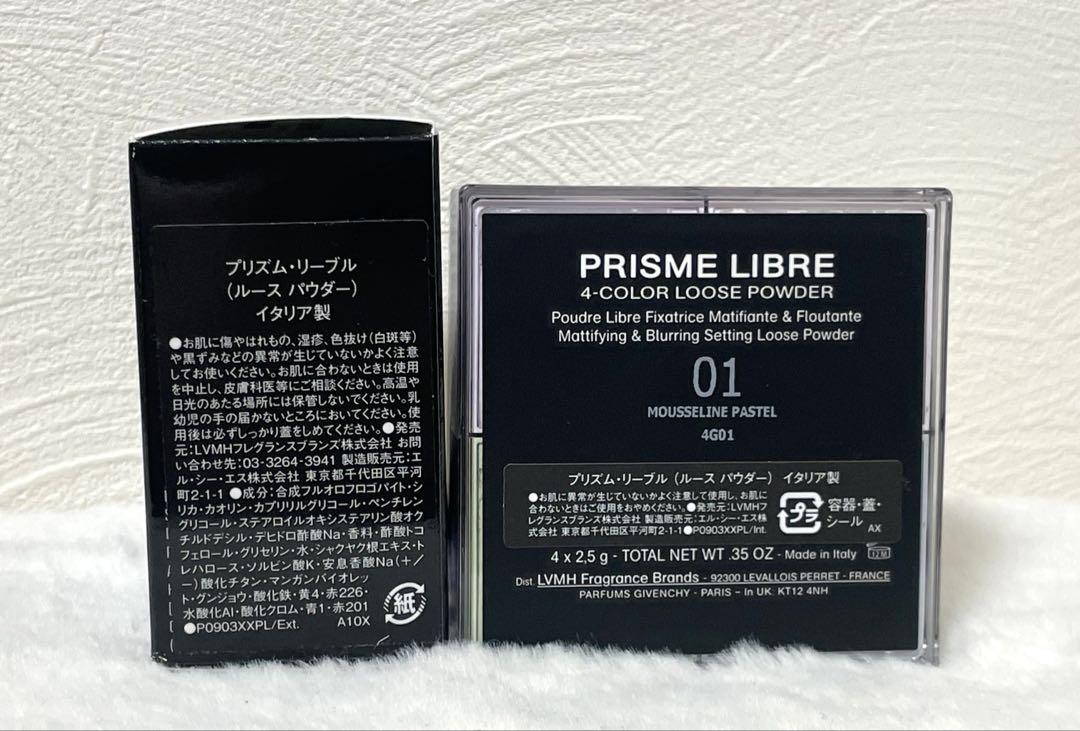 プリズム・リーブル
(ルース パウダー)
イタリア製
●お肌に傷やはれもの、湿疹、色抜け(白斑等)
や黒ずみなどの異常が生じていないかよく注意
してお使いください。お肌に合わないときは使用
を中止し、皮膚科医等にご相談ください。高温や
日光のあたる場所には保管しないでください。乳
幼児の手の届かないところにおいてください。使
用後は必ずしっかり蓋をしめてください。●発売
元:LVMHフレグランスブランズ株式会社 お問
い合わせ先:03-3264-3941 製造販売元:エ
ル・シー・エス株式会社 東京都千代田区平河
町2-1-1 ●成分:合成フルオロフロゴパイト・シ
リカ・カオリン・カプリリルグリコール・ペンチレン
グリコール・ステアロイルオキシステアリン酸オク
チルドデシル・デヒドロ酢酸Na・香料・酢酸トコ
フェロール・グリセリン・水・シャクヤク根エキス・ト
レハロース・ソルビン酸K・安息香酸Na(+/
ー)酸化チタン・マンガンバイオレッ
ト・グンジョウ・酸化鉄・黄4・赤226・
水酸化Al・酸化クロム・青1・赤201
●P0903XXPL/Ext. A10X
紙
PRISME LIBRE
4-COLOR LOOSE POWDER
Poudre Libre Fixatrice Matifiante & Floutante
Mattifying & Blurring Setting Loose Powder
01
MOUSSELINE PASTEL
4G01
プリズム・リーブル(ルース パウダー) イタリア製
●お肌に異常が生じていないかよく注意して使用し、お肌に
合わないときはご使用をおやめください。●発売元:LVMHフ
レグランスブランズ株式会社 製造販売元:エル・シー・エス株
式会社 東京都千代田区平河町2-1-1 ●P0903XXPL/Int.
プラ
容器・蓋・
シール
AX
4 x 2,5 g - TOTAL NET WT .35 OZ - Made in Italy 12M
Dist. LVMH Fragrance Brands - 92300 LEVALLOIS PERRET - FRANCE
PARFUMS GIVENCHY - PARIS - In UK: KT12 4NH